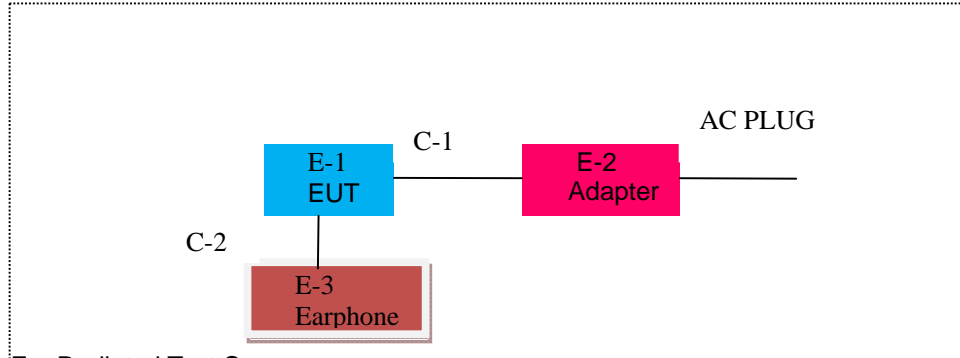 AC PLUG
C-1
E-1
EUT
E-2
Adapter
C-2
E-3
Earphone